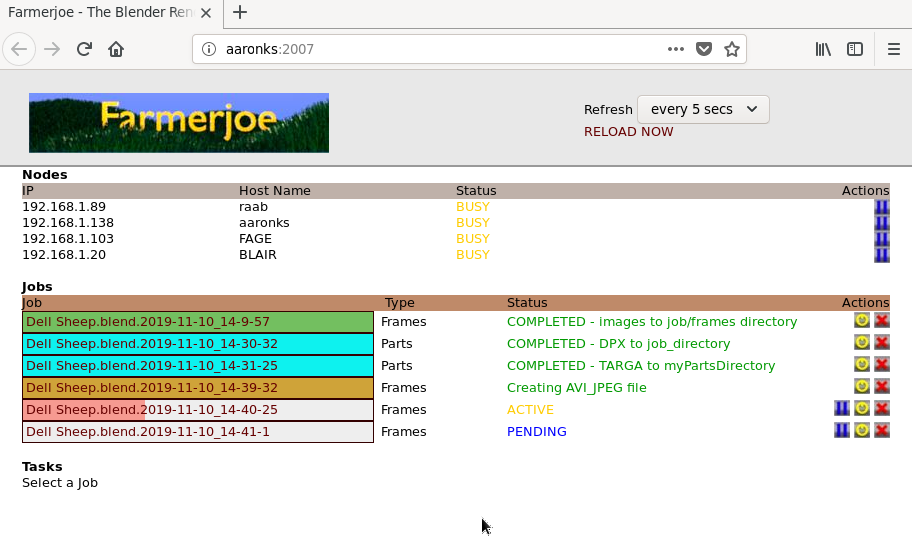 Farmerjoe - The Blender Ren
aaronks:2007
Farmerjoe
Refresh every 5 secs
RELOAD NOW
Nodes
IP Host Name Status Actions
192.168.1.89 raab BUSY
192.168.1.138 aaronks BUSY
192.168.1.103 FAGE BUSY
192.168.1.20 BLAIR BUSY
Jobs
Job Type Status Actions
Dell Sheep.blend.2019-11-10_14-9-57 Frames COMPLETED - images to job/frames directory
Dell Sheep.blend.2019-11-10_14-30-32 Parts COMPLETED - DPX to job_directory
Dell Sheep.blend.2019-11-10_14-31-25 Parts COMPLETED - TARGA to myPartsDirectory
Dell Sheep.blend.2019-11-10_14-39-32 Frames Creating AVI_JPEG file
Dell Sheep.blend.2019-11-10_14-40-25 Frames ACTIVE
Dell Sheep.blend.2019-11-10_14-41-1 Frames PENDING
Tasks
Select a Job